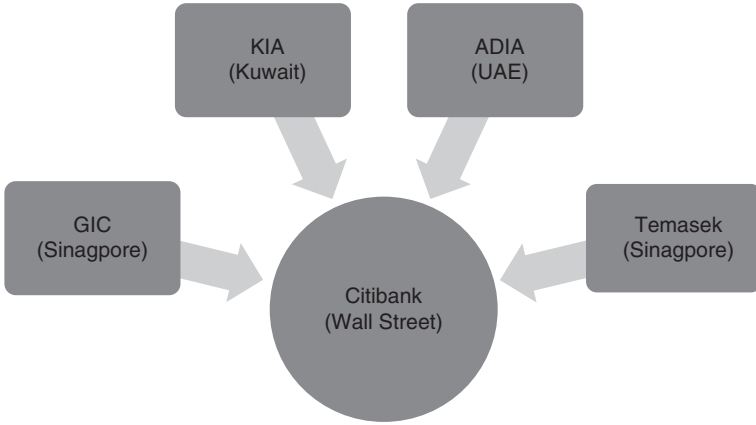 KIA
(Kuwait)
ADIA
(UAE)
GIC
(Sinagpore)
Temasek
(Sinagpore)
Citibank
(Wall Street)